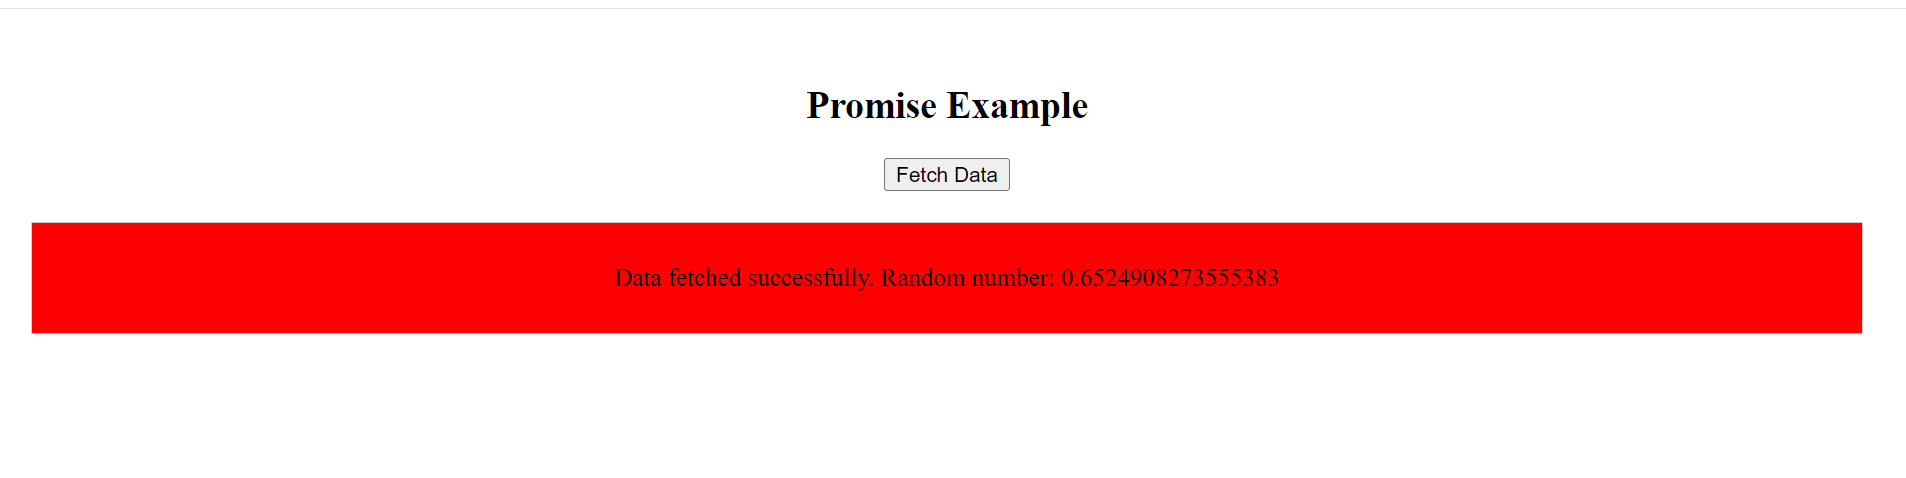 Promise Example
Fetch Data
Data fetched successfully. Random number: 0.6524908273555383